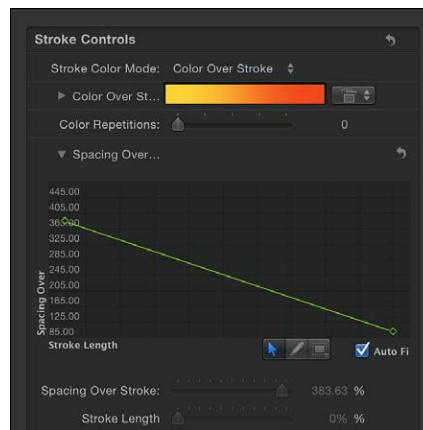 Stroke Controls
Stroke Color Mode: Color Over Stroke
Color Over St...
Color Repetitions: 0
Spacing Over...
445.00
405.00
365.00
325.00
285.00
245.00
205.00
165.00
125.00
85.00
Spacing Over
Stroke Length
Auto Fi
Spacing Over Stroke: 383.63 %
Stroke Length 0% %